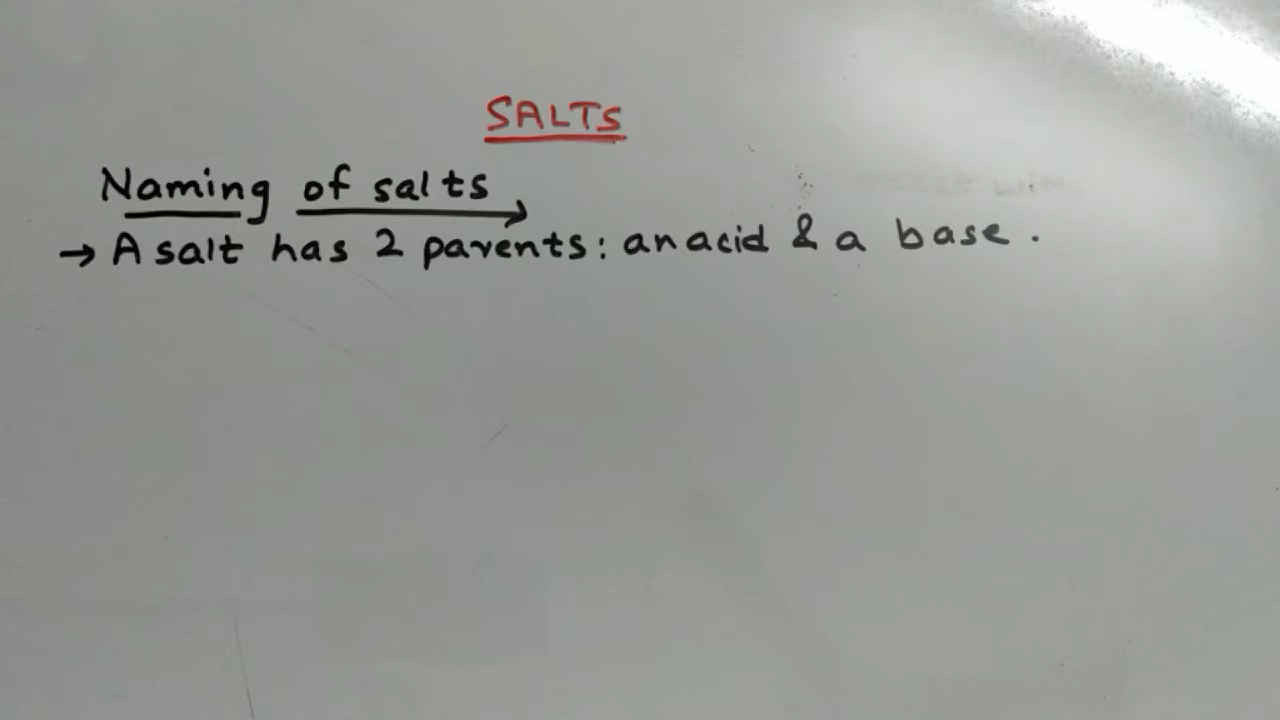 SALTS
Naming of salts
→ A salt has 2 parents: an acid & a base.